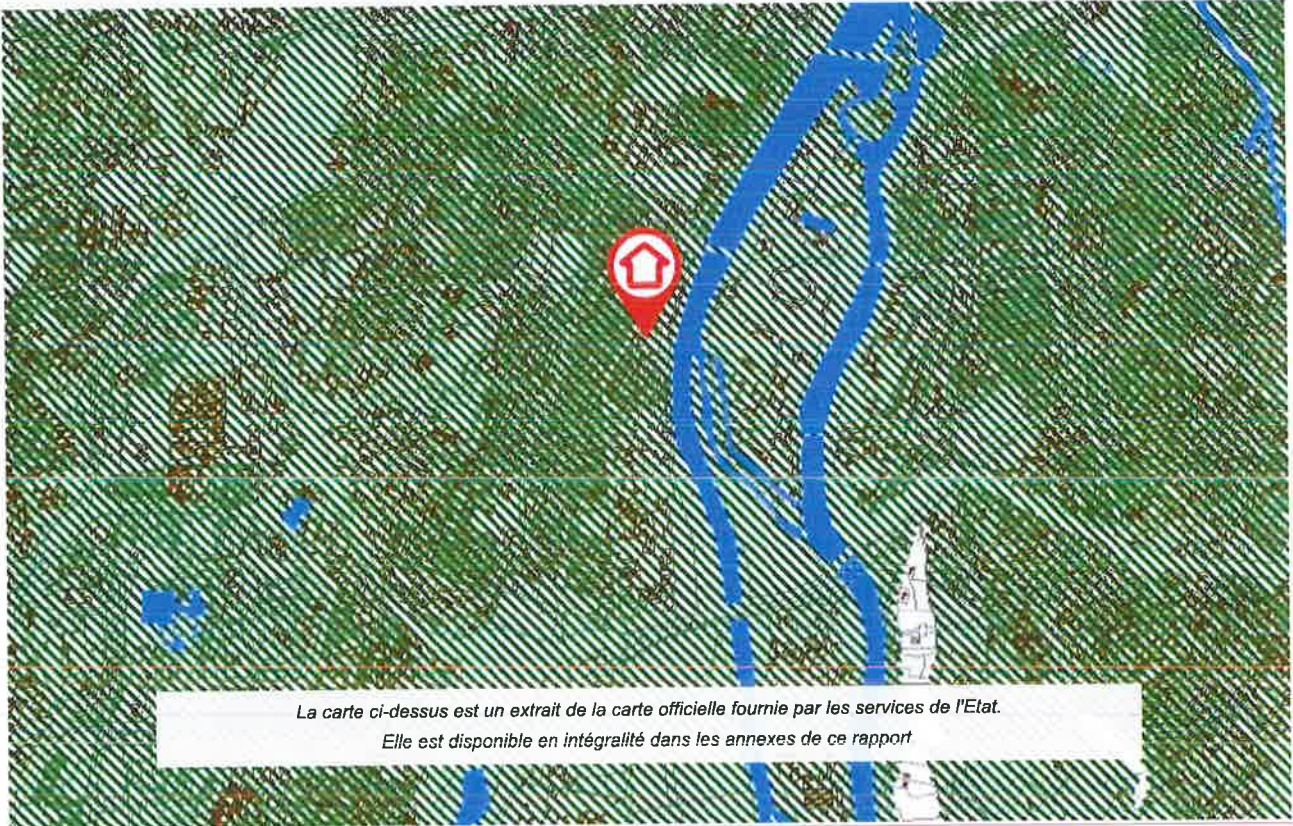 La carte ci-dessus est un extrait de la carte officielle fournie par les services de l'Etat.
Elle est disponible en intégralité dans les annexes de ce rapport.